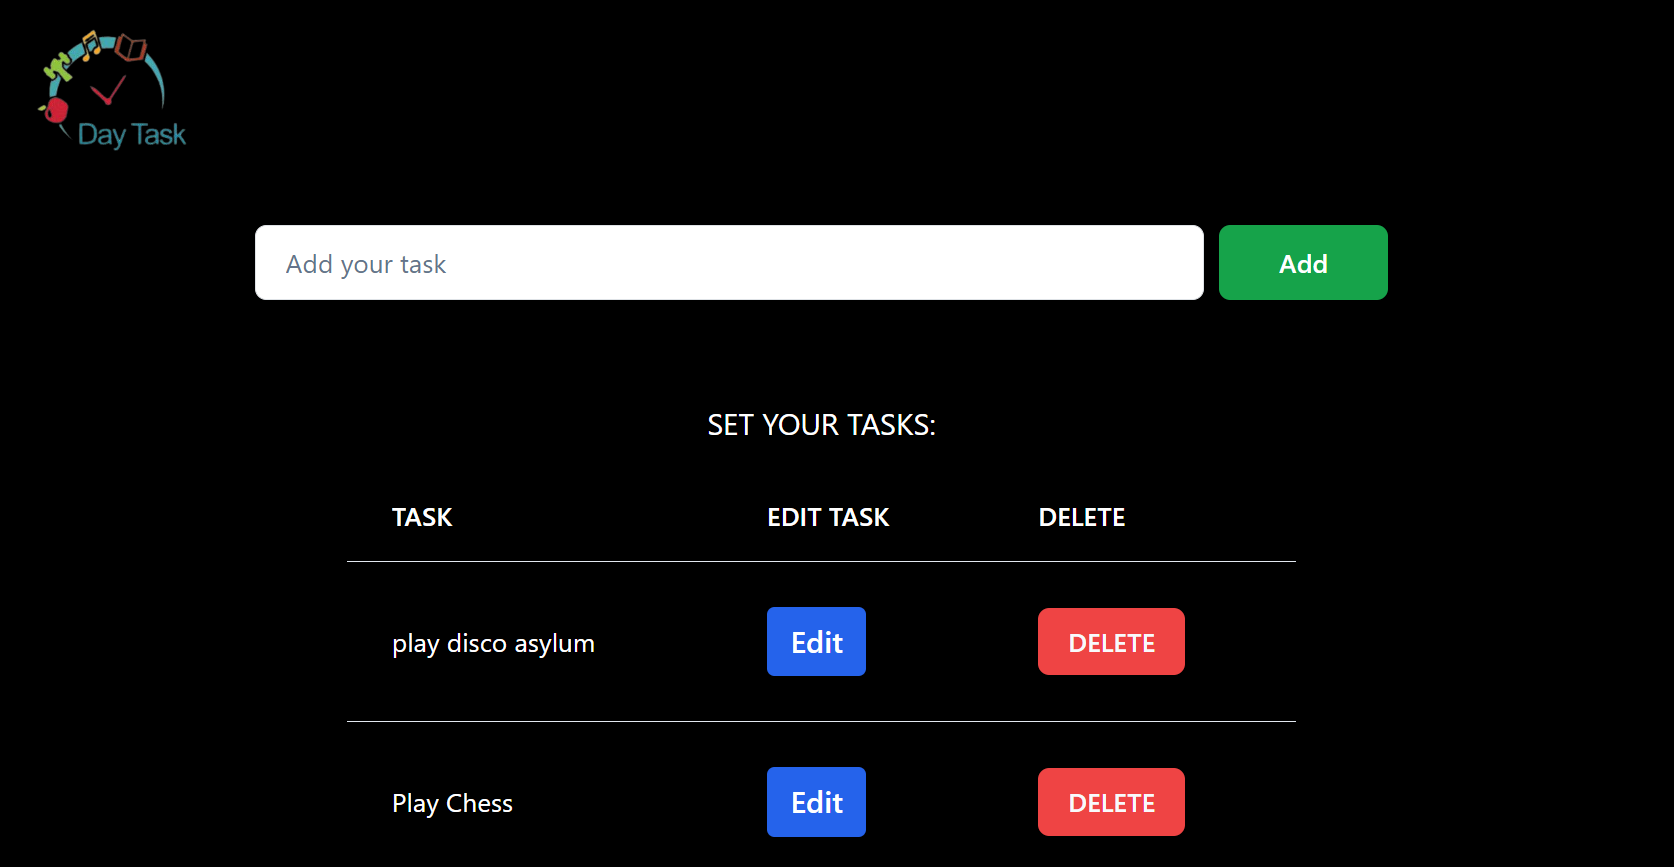 Day Task
Add your task
Add
SET YOUR TASKS:
TASK EDIT TASK DELETE
play disco asylum Edit DELETE
Play Chess Edit DELETE